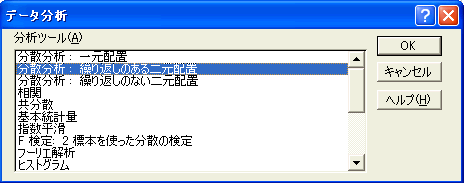 データ分析
分析ツール(A)
分散分析: 一元配置
分散分析: 繰り返しのある二元配置
分散分析: 繰り返しのない二元配置
相関
共分散
基本統計量
指数平滑
F 検定: 2 標本を使った分散の検定
フーリエ解析
ヒストグラム
OK
キャンセル
ヘルプ(H)